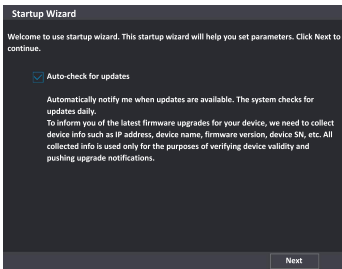 Startup Wizard
Welcome to use startup wizard. This startup wizard will help you set parameters. Click Next to
continue.
Auto-check for updates
Automatically notify me when updates are available. The system checks for
updates daily.
To inform you of the latest firmware upgrades for your device, we need to collect
device info such as IP address, device name, firmware version, device SN, etc. All
collected info is used only for the purposes of verifying device validity and
pushing upgrade notifications.
Next